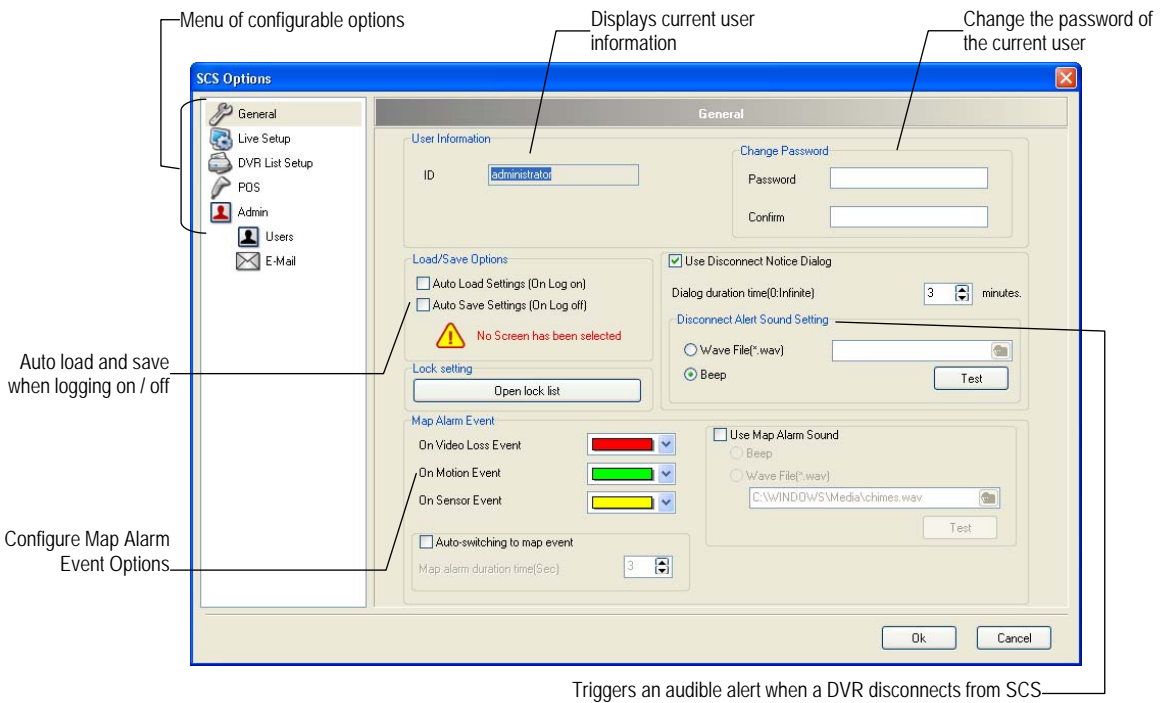 Menu of configurable options
Displays current user
information
Change the password of
the current user
SCS Options
General
Live Setup
DVR List Setup
POS
Admin
Users
E-Mail
General
User Information
ID
administrator
Change Password
Password
Confirm
Load/Save Options
Auto Load Settings (On Log on)
Auto Save Settings (On Log off)
No Screen has been selected
Lock setting
Open lock list
Use Disconnect Notice Dialog
Dialog duration time(0:Infinite)
3
minutes.
Disconnect Alert Sound Setting
Wave File(*.wav)
Beep
Test
Map Alarm Event
On Video Loss Event
On Motion Event
On Sensor Event
Auto-switching to map event
Map alarm duration time(Sec)
3
Use Map Alarm Sound
Beep
Wave File(*.wav)
C:\WINDOWS\Media\chimes.wav
Test
Ok
Cancel
Auto load and save
when logging on / off
Configure Map Alarm
Event Options
Triggers an audible alert when a DVR disconnects from SCS